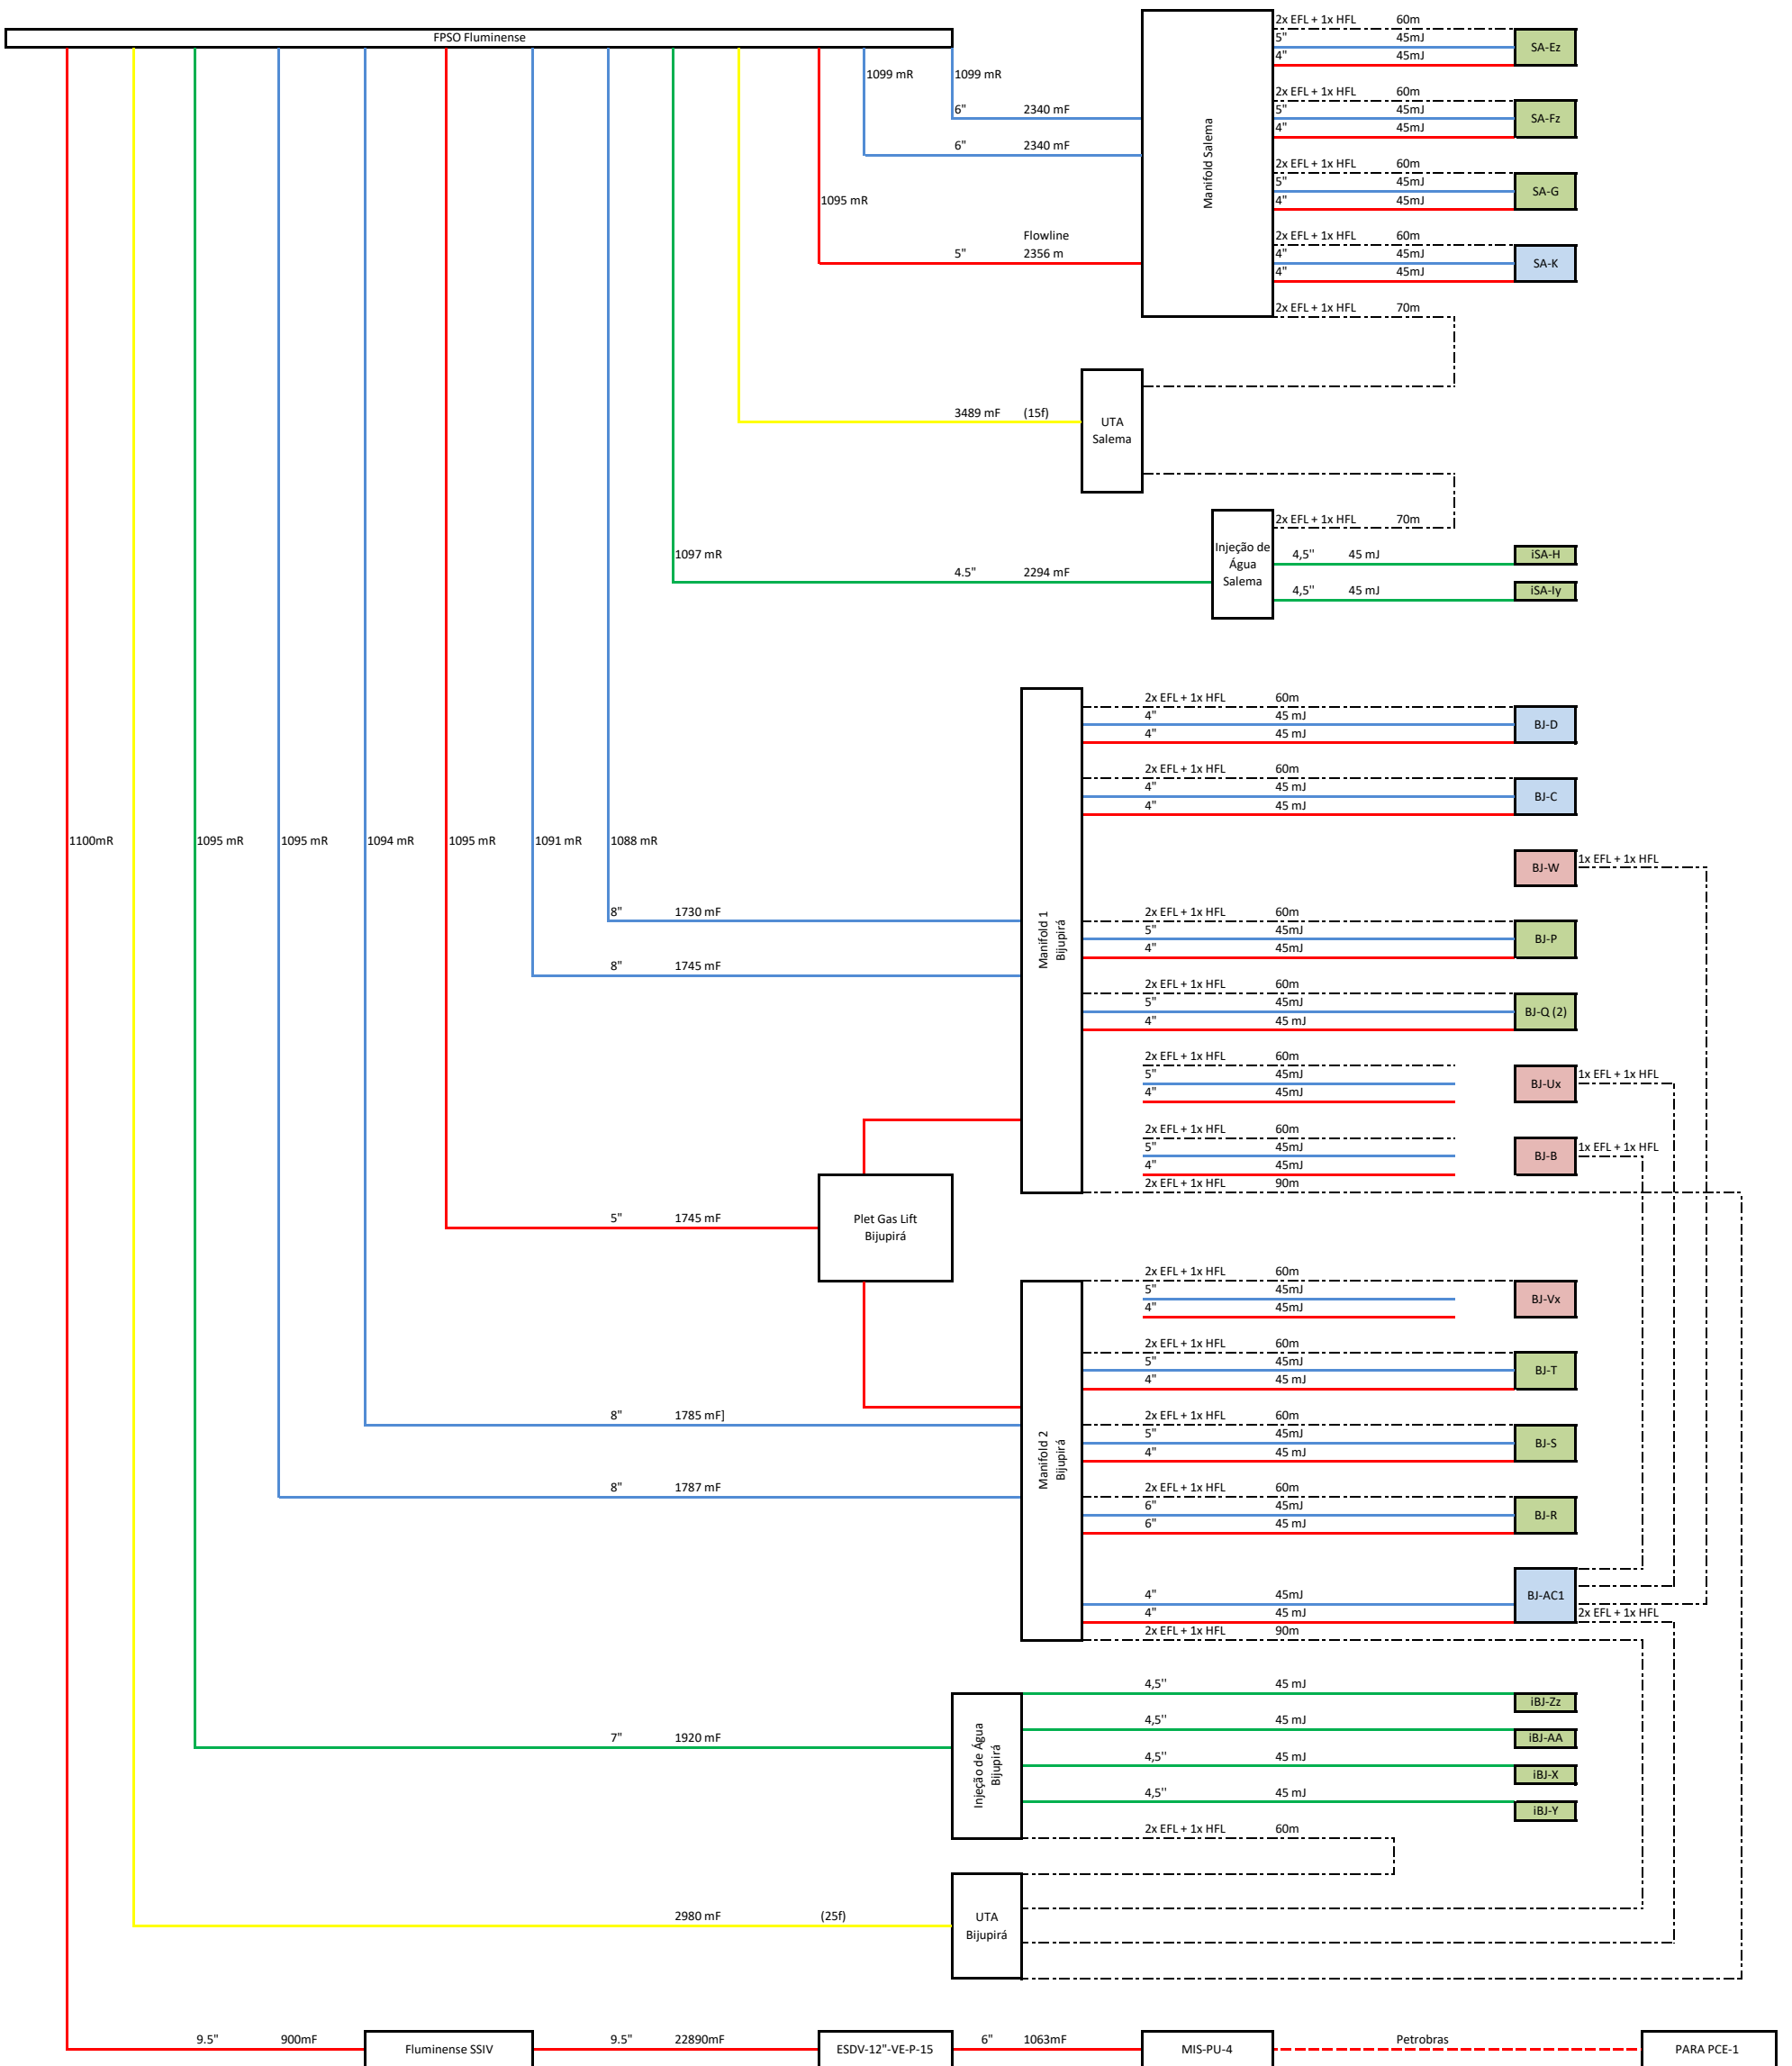 FPSO Fluminense
2x EFL + 1x HFL 60m
5" 45mJ
4" 45mJ
SA-Ez
1099 mR 1099 mR
2x EFL + 1x HFL 60m
6" 2340 mF
5" 45mJ
4" 45mJ
SA-Fz
6" 2340 mF
Manifold Salema
2x EFL + 1x HFL 60m
5" 45mJ
4" 45mJ
SA-G
1095 mR
Flowline
5" 2356 m
2x EFL + 1x HFL 60m
4" 45mJ
4" 45mJ
SA-K
2x EFL + 1x HFL 70m
3489 mF (15f)
UTA
Salema
2x EFL + 1x HFL 70m
1097 mR
4.5" 2294 mF
Injeção de
Água
Salema
4,5'' 45 mJ
iSA-H
4,5'' 45 mJ
iSA-Iy
2x EFL + 1x HFL 60m
4" 45 mJ
4" 45 mJ
BJ-D
2x EFL + 1x HFL 60m
4" 45 mJ
4" 45 mJ
BJ-C
1100mR 1095 mR 1095 mR 1094 mR 1095 mR 1091 mR 1088 mR
BJ-W
1x EFL + 1x HFL
8" 1730 mF
Manifold 1
Bijupirá
2x EFL + 1x HFL 60m
5" 45mJ
4" 45mJ
BJ-P
8" 1745 mF
2x EFL + 1x HFL 60m
5" 45mJ
4" 45 mJ
BJ-Q (2)
2x EFL + 1x HFL 60m
5" 45mJ
4" 45mJ
BJ-Ux
1x EFL + 1x HFL
2x EFL + 1x HFL 60m
5" 45mJ
4" 45mJ
BJ-B
1x EFL + 1x HFL
2x EFL + 1x HFL 90m
5" 1745 mF
Plet Gas Lift
Bijupirá
2x EFL + 1x HFL 60m
5" 45mJ
4" 45mJ
BJ-Vx
2x EFL + 1x HFL 60m
5" 45mJ
4" 45 mJ
BJ-T
8" 1785 mF]
Manifold 2
Bijupirá
2x EFL + 1x HFL 60m
5" 45mJ
4" 45 mJ
BJ-S
8" 1787 mF
2x EFL + 1x HFL 60m
6" 45mJ
6" 45 mJ
BJ-R
4" 45mJ
4" 45 mJ
BJ-AC1
2x EFL + 1x HFL
2x EFL + 1x HFL 90m
4,5'' 45 mJ
iBJ-Zz
7" 1920 mF
Injeção de Água
Bijupirá
4,5'' 45 mJ
iBJ-AA
4,5'' 45 mJ
iBJ-X
4,5'' 45 mJ
iBJ-Y
2x EFL + 1x HFL 60m
2980 mF (25f)
UTA
Bijupirá
9.5" 900mF
Fluminense SSIV
9.5" 22890mF
ESDV-12"-VE-P-15
6" 1063mF
MIS-PU-4
Petrobras
PARA PCE-1